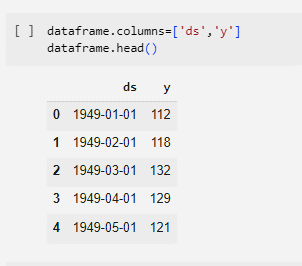 [ ] dataframe.columns=['ds','y']
dataframe.head()
ds y
0 1949-01-01 112
1 1949-02-01 118
2 1949-03-01 132
3 1949-04-01 129
4 1949-05-01 121